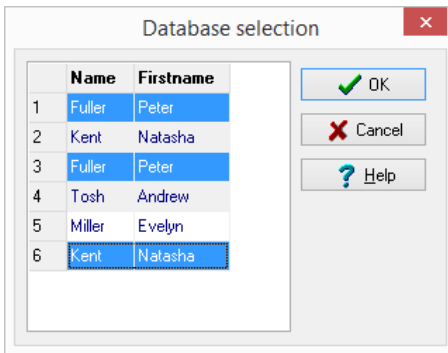 Database selection
Name Firstname
1 Fuller Peter
2 Kent Natasha
3 Fuller Peter
4 Tosh Andrew
5 Miller Evelyn
6 Kent Natasha
OK
Cancel
Help